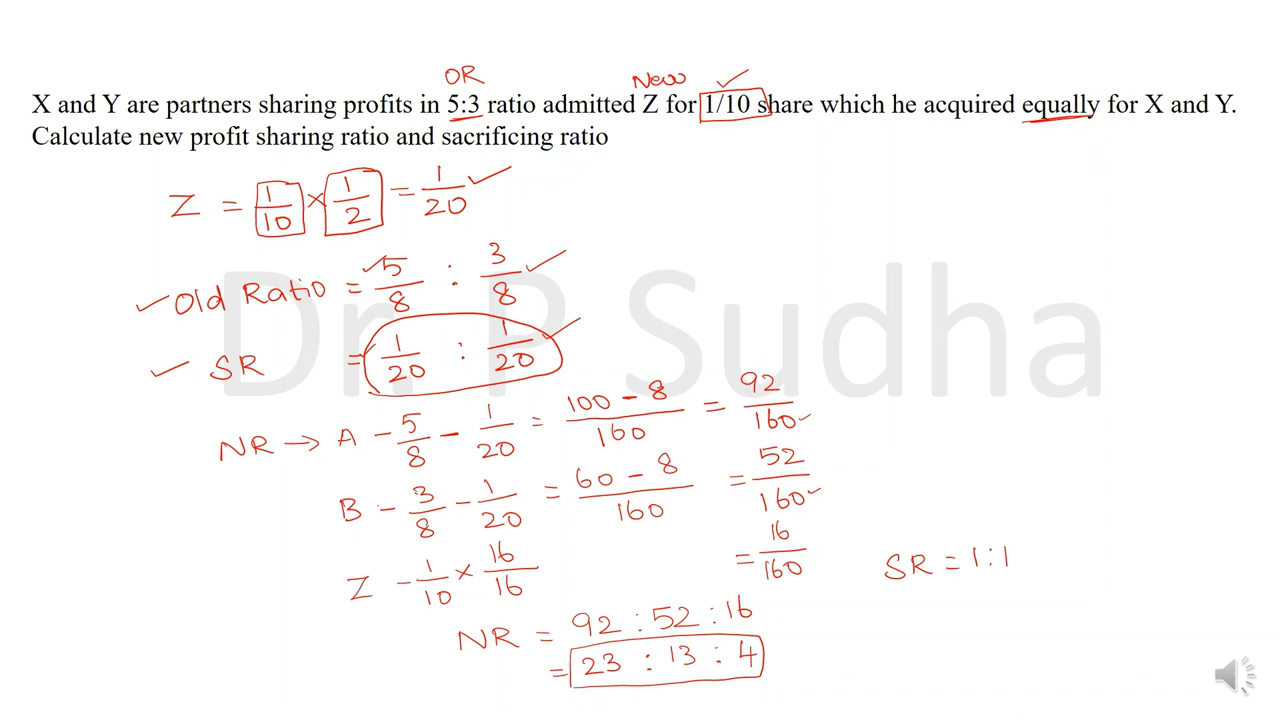 OR
New
X and Y are partners sharing profits in 5:3 ratio admitted Z for 1/10 share which he acquired equally for X and Y.
Calculate new profit sharing ratio and sacrificing ratio
Z = 1/10 × 1/2 = 1/20
Old Ratio = 5/8 : 3/8
SR = 1/20 : 1/20
NR → A - 5/8 - 1/20 = 100 - 8/160 = 92/160
B - 3/8 - 1/20 = 60 - 8/160 = 52/160
Z - 1/10 × 16/16 = 16/160
SR = 1:1
NR = 92 : 52 : 16
= 23 : 13 : 4
Dr. P Sudha